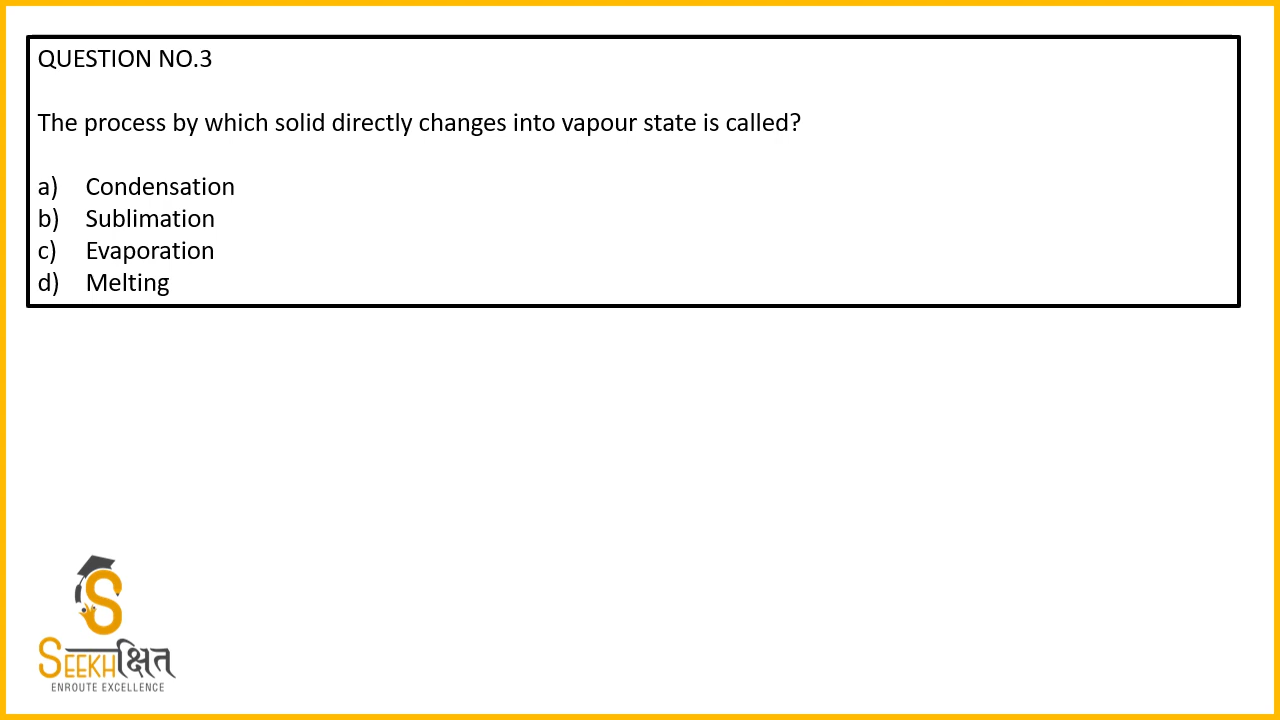 QUESTION NO.3
The process by which solid directly changes into vapour state is called?
a) Condensation
b) Sublimation
c) Evaporation
d) Melting
S
SEEKHक्षित
ENROUTE EXCELLENCE